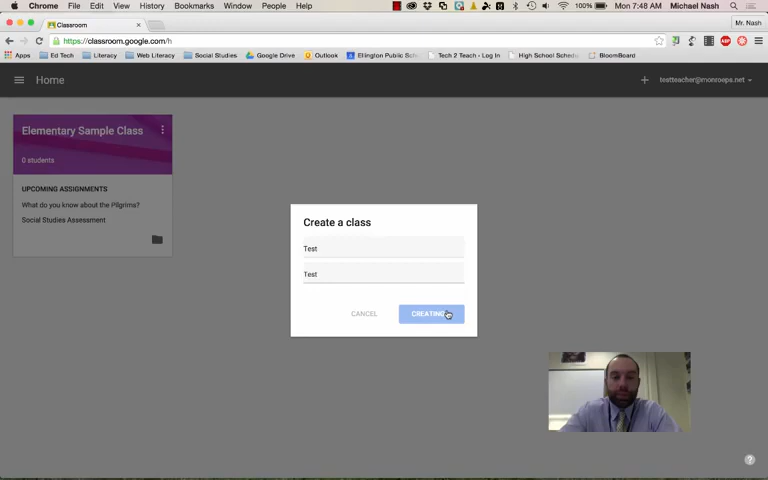 Chrome File Edit View History Bookmarks Window People Help
100% Mon 7:48 AM Michael Nash
Classroom
Mr. Nash
https://classroom.google.com/h
Apps Ed Tech Literacy Web Literacy Social Studies Google Drive Outlook Ellington Public Sch Tech 2 Teach - Log In High School Schedu BloomBoard
Home
testteacher@monroeps.net
Elementary Sample Class
0 students
UPCOMING ASSIGNMENTS
What do you know about the Pilgrims?
Social Studies Assessment
Create a class
Test
Test
CANCEL
CREATING